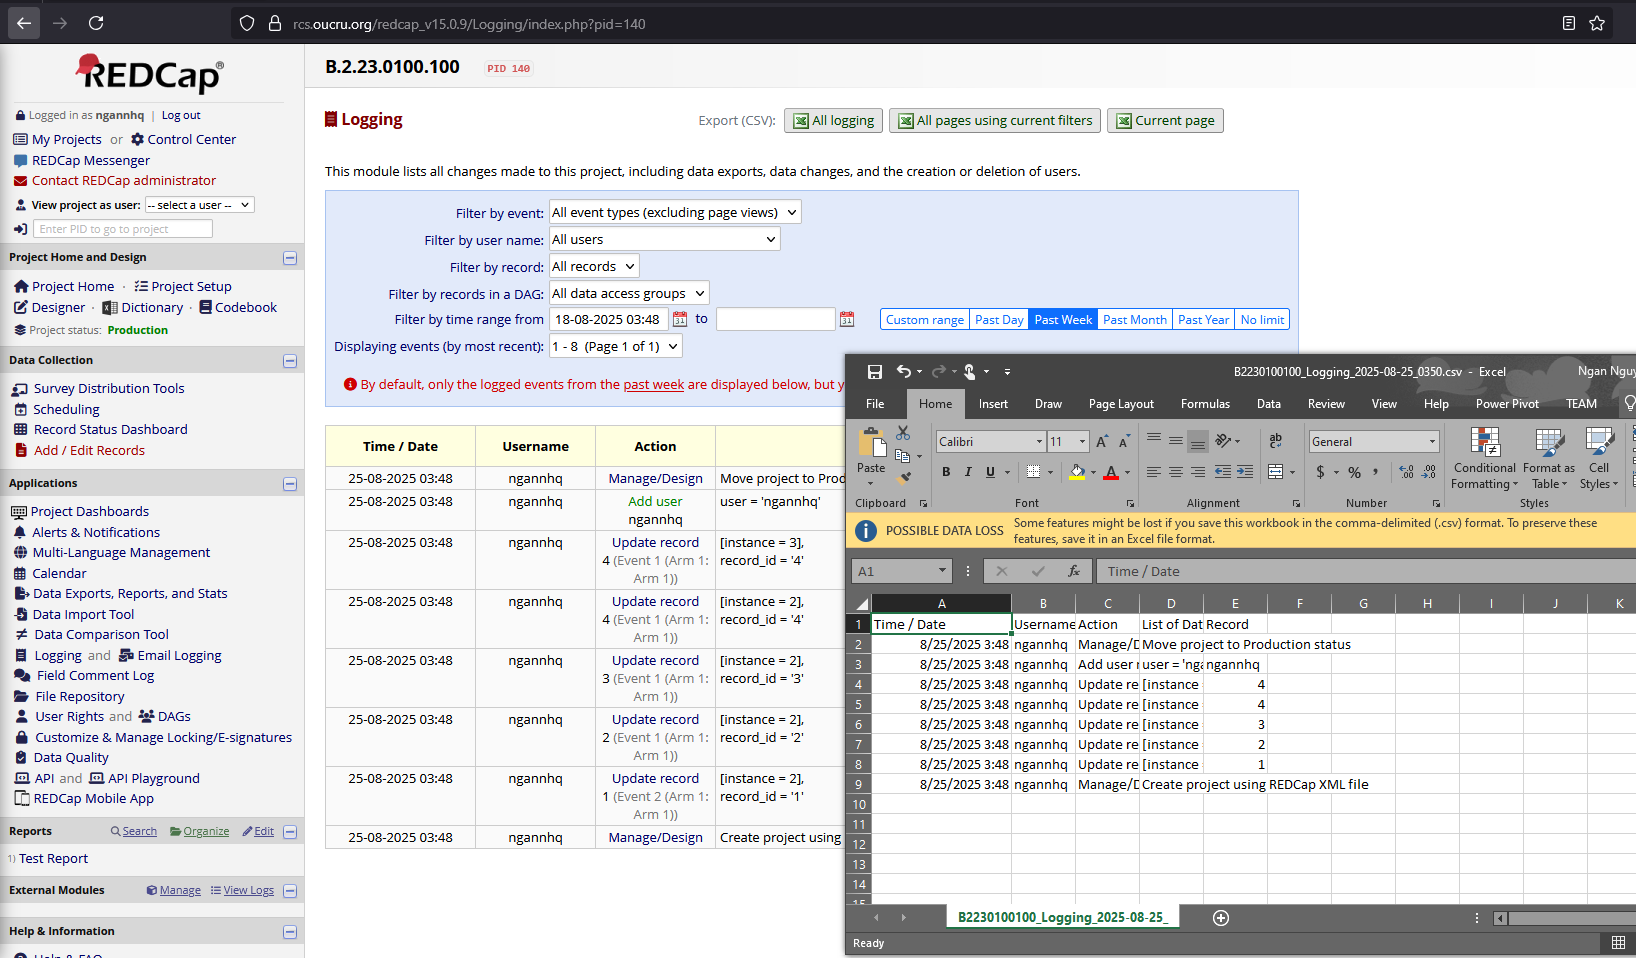 rcs.oucru.org/redcap_v15.0.9/Logging/index.php?pid=140
REDCap®
Logged in as ngannhq | Log out
My Projects or Control Center
REDCap Messenger
Contact REDCap administrator
View project as user: -- select a user --
Enter PID to go to project
Project Home and Design
Project Home · Project Setup
Designer · Dictionary · Codebook
Project status: Production
Data Collection
Survey Distribution Tools
Scheduling
Record Status Dashboard
Add / Edit Records
Applications
Project Dashboards
Alerts & Notifications
Multi-Language Management
Calendar
Data Exports, Reports, and Stats
Data Import Tool
Data Comparison Tool
Logging and Email Logging
Field Comment Log
File Repository
User Rights and DAGs
Customize & Manage Locking/E-signatures
Data Quality
API and API Playground
REDCap Mobile App
Reports Search Organize Edit
1) Test Report
External Modules Manage View Logs
Help & Information
Help & FAQ
B.2.23.0100.100 PID 140
Logging
Export (CSV): All logging All pages using current filters Current page
This module lists all changes made to this project, including data exports, data changes, and the creation or deletion of users.
Filter by event: All event types (excluding page views)
Filter by user name: All users
Filter by record: All records
Filter by records in a DAG: All data access groups
Filter by time range from 18-08-2025 03:48 31 to 31 Custom range Past Day Past Week Past Month Past Year No limit
Displaying events (by most recent): 1 - 8 (Page 1 of 1)
By default, only the logged events from the past week are displayed below, but y
Time / Date Username Action
25-08-2025 03:48 ngannhq Manage/Design Move project to Prod
25-08-2025 03:48 ngannhq Add user user = 'ngannhq'
ngannhq
25-08-2025 03:48 ngannhq Update record [instance = 3],
4 (Event 1 (Arm 1: record_id = '4'
Arm 1))
25-08-2025 03:48 ngannhq Update record [instance = 2],
4 (Event 1 (Arm 1: record_id = '4'
Arm 1))
25-08-2025 03:48 ngannhq Update record [instance = 2],
3 (Event 1 (Arm 1: record_id = '3'
Arm 1))
25-08-2025 03:48 ngannhq Update record [instance = 2],
2 (Event 1 (Arm 1: record_id = '2'
Arm 1))
25-08-2025 03:48 ngannhq Update record [instance = 2],
1 (Event 2 (Arm 1: record_id = '1'
Arm 1))
25-08-2025 03:48 ngannhq Manage/Design Create project using
B2230100100_Logging_2025-08-25_0350.csv - Excel Ngan Nguy
File Home Insert Draw Page Layout Formulas Data Review View Help Power Pivot TEAM
Paste Calibri 11 A A ab General Conditional Formatting Format as Table Cell Styles
B I U A $ % , .00 .00
Clipboard Font Alignment Number Styles
POSSIBLE DATA LOSS Some features might be lost if you save this workbook in the comma-delimited (.csv) format. To preserve these
features, save it in an Excel file format.
A1 fx Time / Date
A B C D E F G H I J K
1 Time / Date Username Action List of Dat Record
2 8/25/2025 3:48 ngannhq Manage/D Move project to Production status
3 8/25/2025 3:48 ngannhq Add user user = 'nga ngannhq
4 8/25/2025 3:48 ngannhq Update re [instance 4
5 8/25/2025 3:48 ngannhq Update re [instance 4
6 8/25/2025 3:48 ngannhq Update re [instance 3
7 8/25/2025 3:48 ngannhq Update re [instance 2
8 8/25/2025 3:48 ngannhq Update re [instance 1
9 8/25/2025 3:48 ngannhq Manage/D Create project using REDCap XML file
10
11
12
13
14
15
B2230100100_Logging_2025-08-25_
Ready